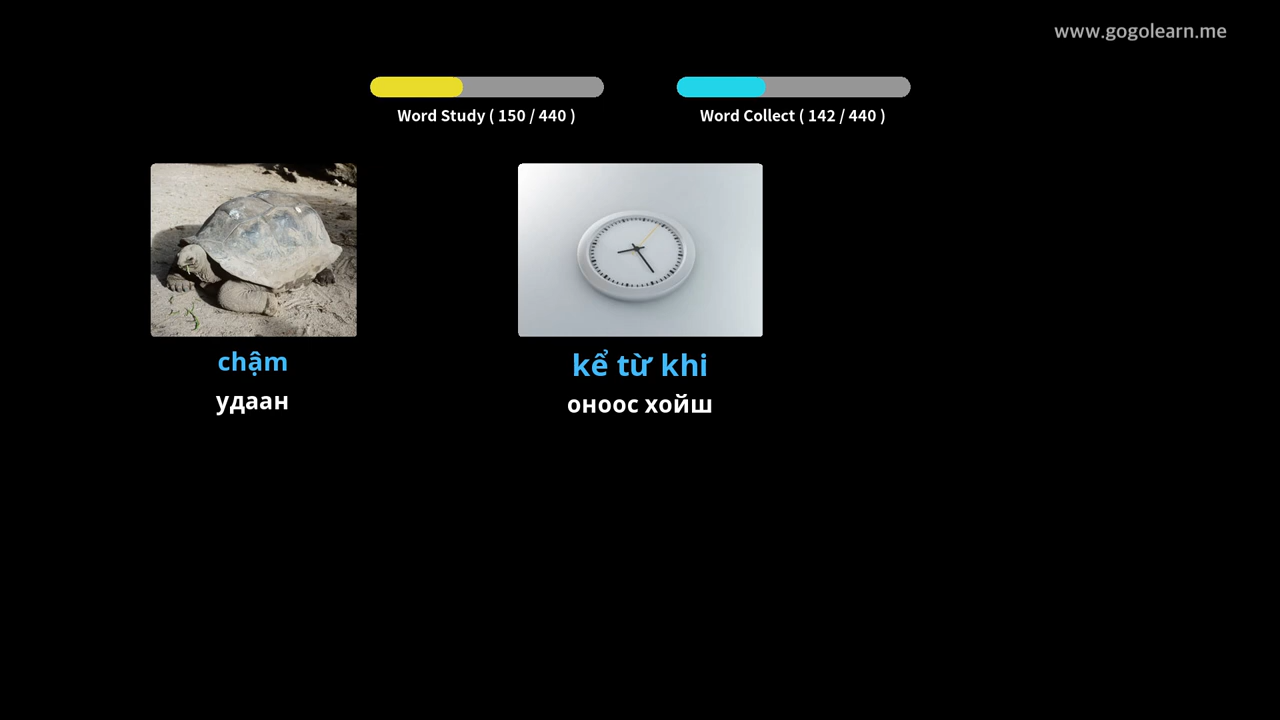 www.gogolearn.me
Word Study ( 150 / 440 )
Word Collect ( 142 / 440 )
chậm
удаан
kể từ khi
оноос хойш